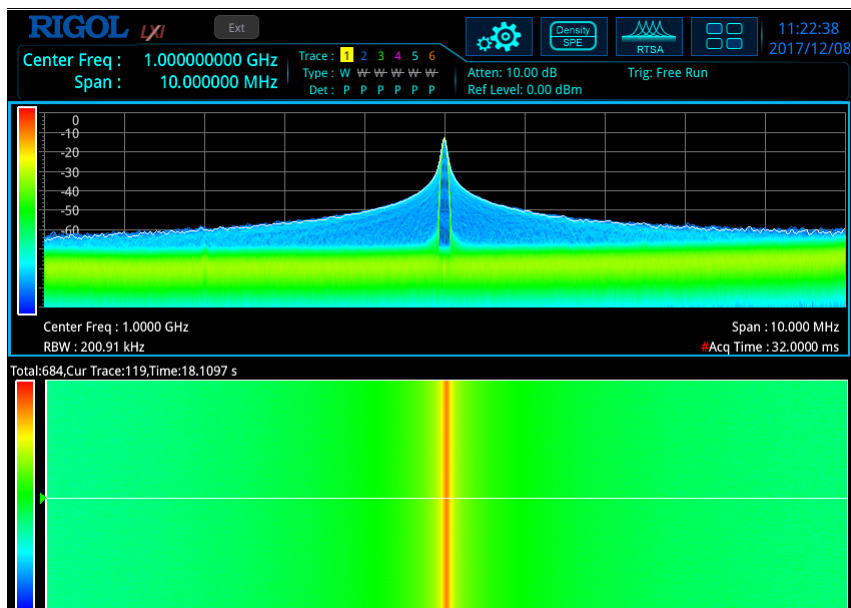 RIGOL LXI Ext Density SPE RTSA 11:22:38
2017/12/08
Center Freq : 1.000000000 GHz
Span : 10.000000 MHz
Trace : 1 2 3 4 5 6
Type : W W W W W W
Det : P P P P P P
Atten: 10.00 dB Trig: Free Run
Ref Level: 0.00 dBm
0
-10
-20
-30
-40
-50
-60
Center Freq : 1.0000 GHz Span : 10.000 MHz
RBW : 200.91 kHz #Acq Time : 32.0000 ms
Total:684,Cur Trace:119,Time:18.1097 s